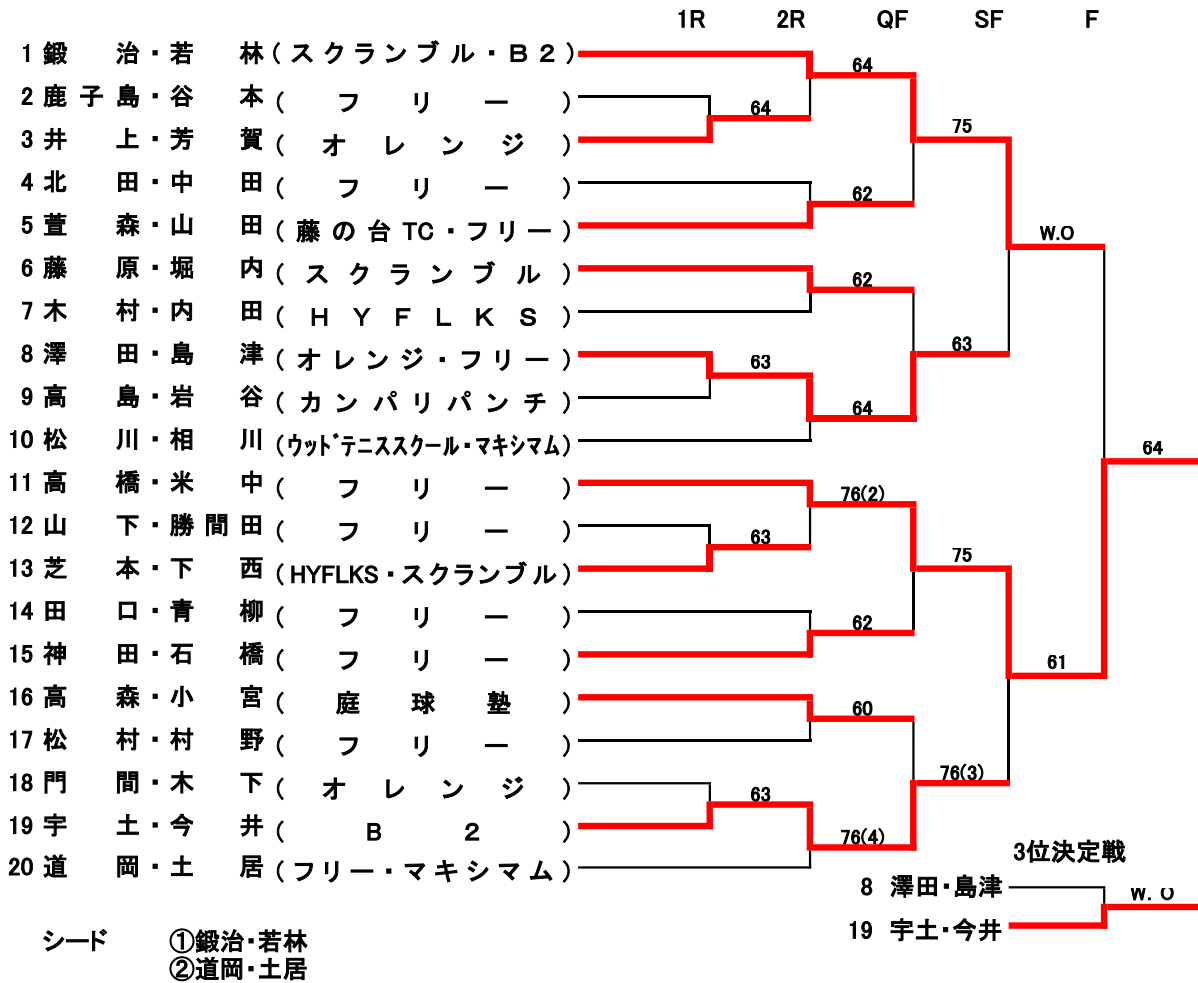 1R 2R QF SF F
1 鍛治・若林 (スクランブル・B2)
2 鹿子島・谷本 (フリー)
3 井上・芳賀 (オレンジ)
4 北田・中田 (フリー)
5 萱森・山田 (藤の台TC・フリー)
6 藤原・堀内 (スクランブル)
7 木村・内田 (HYFLKS)
8 澤田・島津 (オレンジ・フリー)
9 高島・岩谷 (カンパリパンチ)
10 松川・相川 (ウッドテニススクール・マキシマム)
11 高橋・米中 (フリー)
12 山下・勝間田 (フリー)
13 芝本・下西 (HYFLKS・スクランブル)
14 田口・青柳 (フリー)
15 神田・石橋 (フリー)
16 高森・小宮 (庭球塾)
17 松村・村野 (フリー)
18 門間・木下 (オレンジ)
19 宇土・今井 (B2)
20 道岡・土居 (フリー・マキシマム)
64
63
63
63
64
62
62
64
76(2)
62
60
76(4)
75
63
75
76(3)
W.O
61
64
3位決定戦
8 澤田・島津
W. O
19 宇土・今井
シード ①鍛治・若林
②道岡・土居